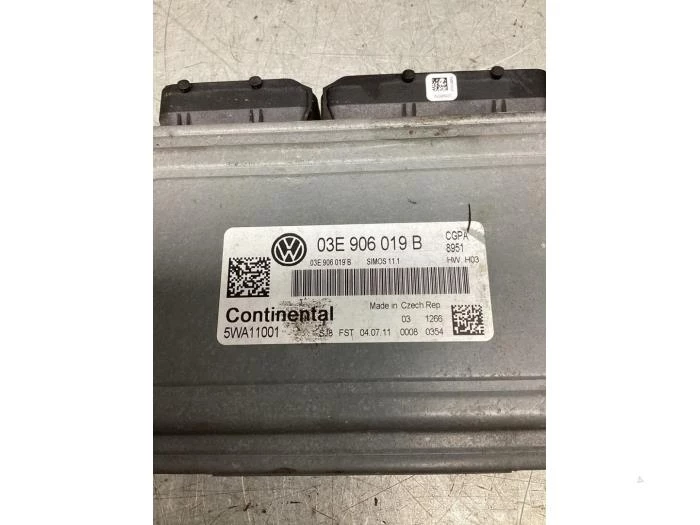 03E 906 019 B CGPA
8951
03E 906 019 B SIMOS 11.1 HW H03
Made in Czech Rep
Continental 03 1266
5WA11001 SJ8 FST 04.07.11 0008 0354